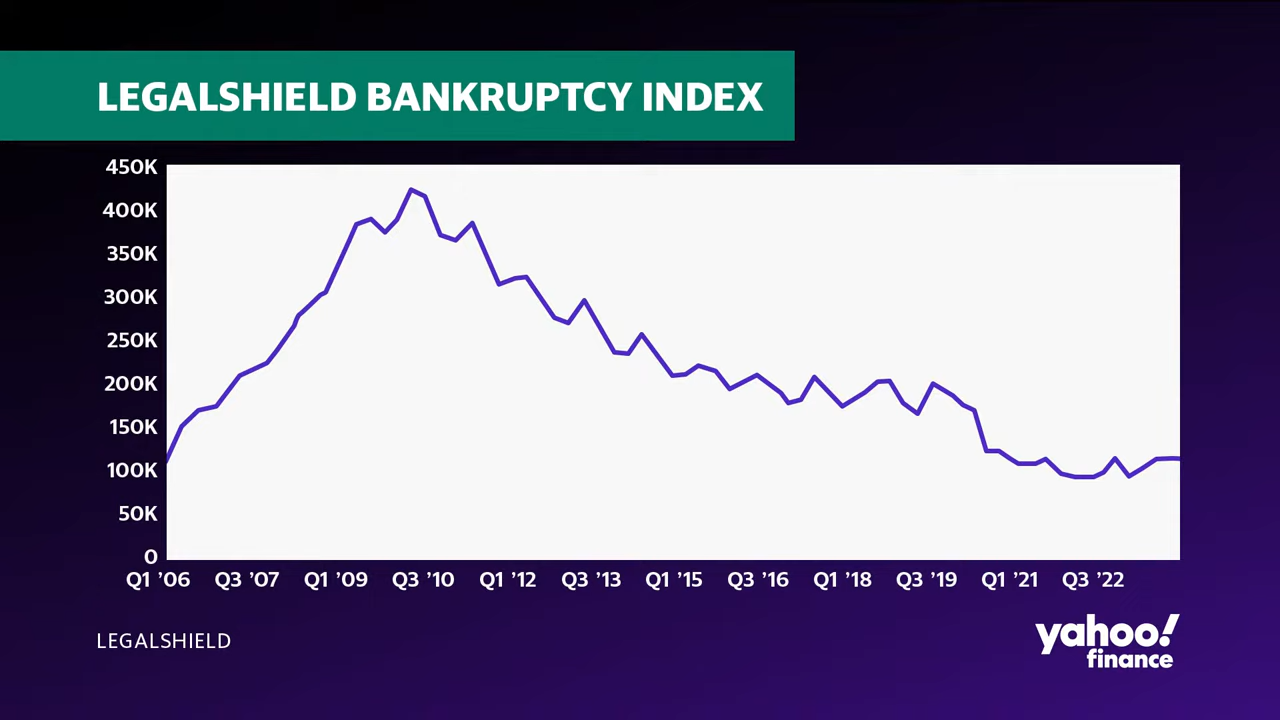 LEGALSHIELD BANKRUPTCY INDEX
450K
400K
350K
300K
250K
200K
150K
100K
50K
0
Q1 ’06 Q3 ’07 Q1 ’09 Q3 ’10 Q1 ’12 Q3 ’13 Q1 ’15 Q3 ’16 Q1 ’18 Q3 ’19 Q1 ’21 Q3 ’22
LEGALSHIELD
yahoo!
finance